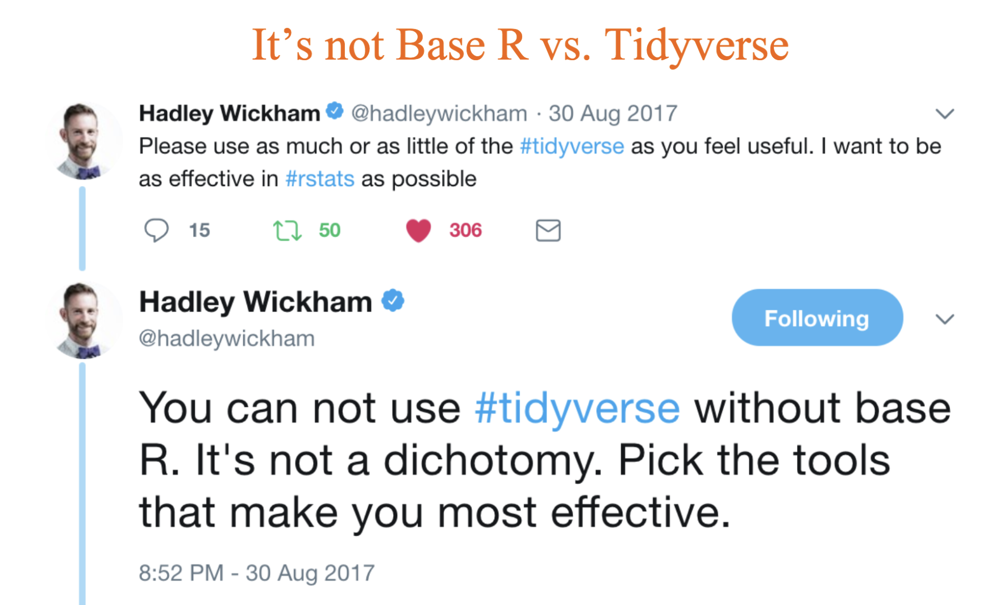 It’s not Base R vs. Tidyverse
Hadley Wickham @hadleywickham · 30 Aug 2017
Please use as much or as little of the #tidyverse as you feel useful. I want to be
as effective in #rstats as possible
15 50 306
Hadley Wickham
Following
@hadleywickham
You can not use #tidyverse without base
R. It's not a dichotomy. Pick the tools
that make you most effective.
8:52 PM - 30 Aug 2017